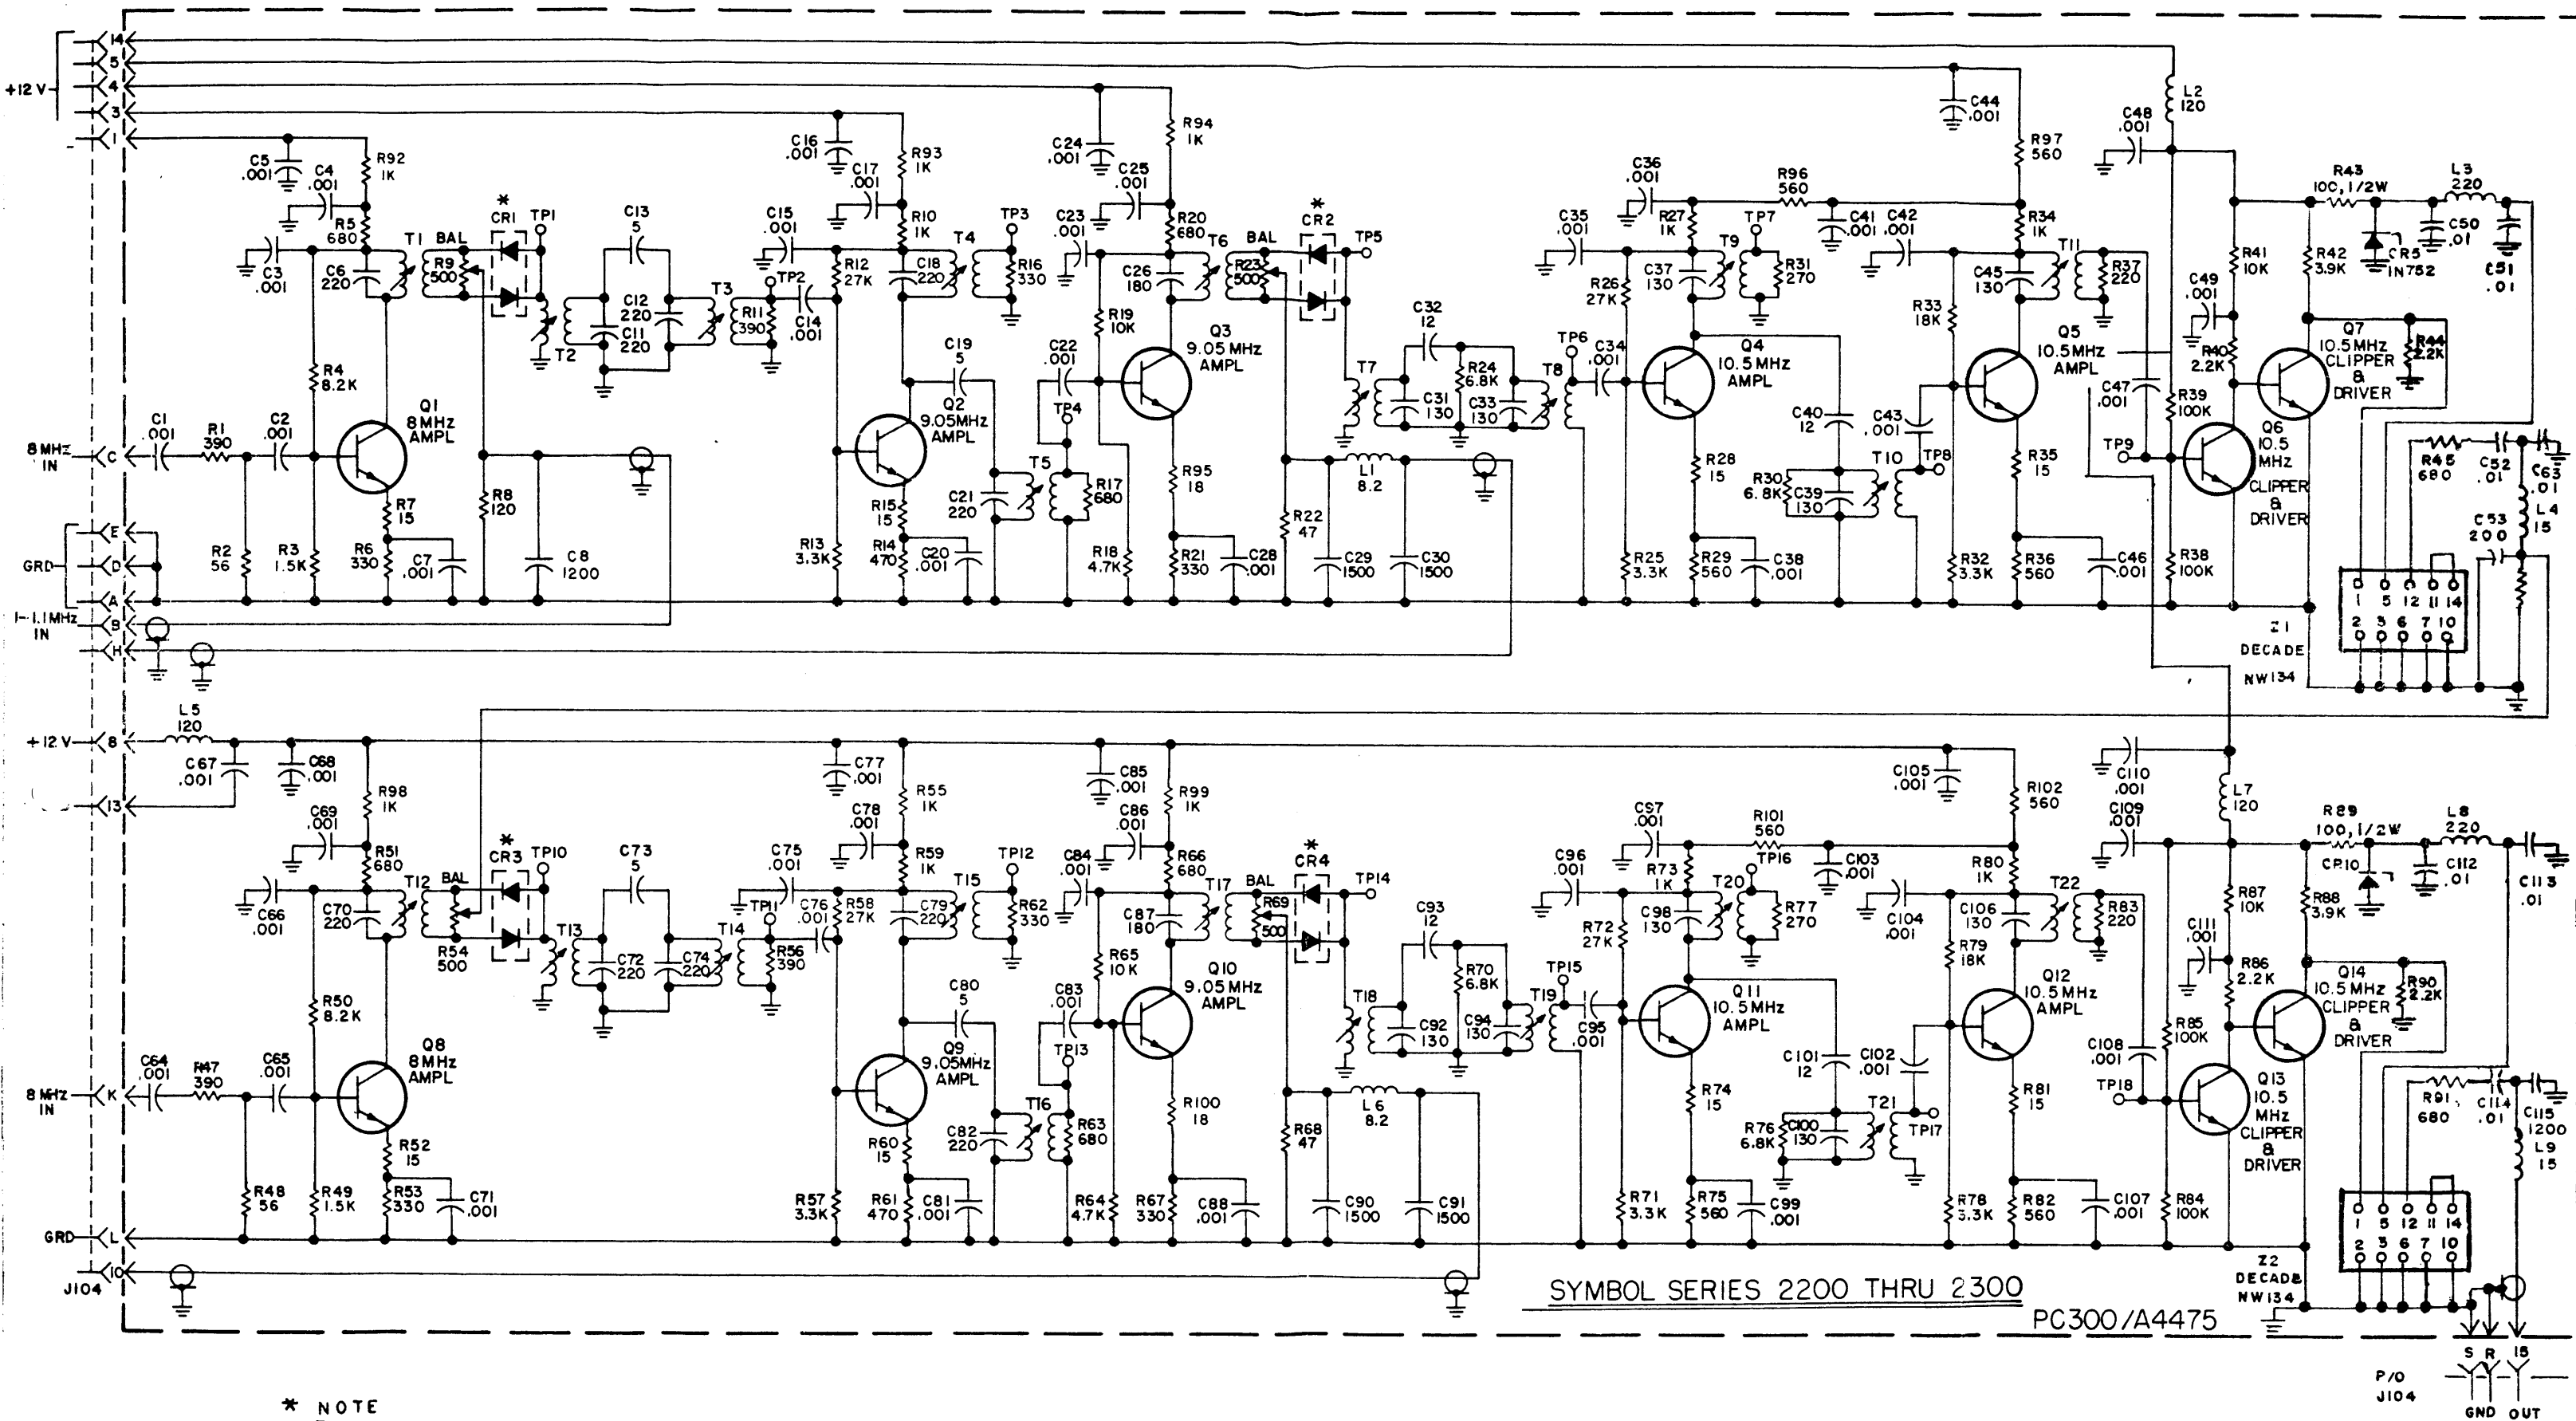 14
5
+12 V
4
3
1
C5
.001
C4
.001
R92
1K
R5
680
C3
.001
C6
220
T1
BAL
R9
500
*
CR1
TP1
C13
5
T2
C12
220
C11
220
T3
R11
390
TP2
C14
.001
C15
.001
C16
.001
C17
.001
R93
1K
R10
1K
R12
27K
C18
220
T4
TP3
R16
330
C24
.001
C25
.001
R94
1K
C23
.001
R20
680
C26
180
T6
BAL
R23
500
*
CR2
TP5
R19
10K
Q3
9.05 MHz
AMPL
C19
5
C22
.001
Q2
9.05MHz
AMPL
TP4
T5
R17
680
C21
220
R4
8.2K
Q1
8MHz
AMPL
C1
.001
R1
390
C2
.001
8 MHz
IN
C
R7
15
R8
120
R2
56
R3
1.5K
R6
330
C7
.001
C8
1200
E
D
GRD
A
1-1.1MHz
IN
B
H
R13
3.3K
R15
15
R14
470
C20
.001
R18
4.7K
R95
18
R21
330
C28
.001
R22
47
L1
8.2
C29
1500
C30
1500
T7
C32
12
C31
130
R24
6.8K
C33
130
T8
TP6
C34
.001
C35
.001
C36
.001
R96
560
R27
1K
R26
27K
C37
130
T9
TP7
R31
270
C41
.001
Q4
10.5MHz
AMPL
R28
15
R25
3.3K
R29
560
C38
.001
C40
12
R30
6.8K
C39
130
T10
TP8
C43
.001
C44
.001
R97
560
C42
.001
R34
1K
R33
18K
C45
130
T11
R37
220
Q5
10.5MHz
AMPL
R35
15
R32
3.3K
R36
560
C46
.001
C47
.001
R39
100K
TP9
R38
100K
C48
.001
L2
120
R41
10K
C49
.001
R40
2.2K
Q6
10.5
MHz
CLIPPER
&
DRIVER
R43
100, 1/2W
L3
220
R42
3.9K
CR5
IN752
C50
.01
C51
.01
Q7
10.5MHz
CLIPPER
&
DRIVER
R44
2.2K
R45
680
C52
.01
C63
.01
L4
15
C53
200
1 5 12 11 14
2 3 6 7 10
Z1
DECADE
NW134
+12 V
8
L5
120
C67
.001
C68
.001
13
C69
.001
R98
1K
R51
680
C66
.001
C70
220
T12
BAL
R54
500
*
CR3
TP10
C73
5
T13
C72
220
C74
220
T14
TP11
R56
390
C75
.001
C76
.001
C77
.001
C78
.001
R55
1K
R59
1K
R58
27K
C79
220
T15
TP12
R62
330
C85
.001
C86
.001
R99
1K
C84
.001
R66
680
C87
180
T17
BAL
R69
500
*
CR4
TP14
R65
10K
Q10
9.05 MHz
AMPL
C80
5
C83
.001
Q9
9.05MHz
AMPL
TP13
T16
R63
680
C82
220
R50
8.2K
Q8
8MHz
AMPL
C64
.001
R47
390
C65
.001
8 MHz
IN
K
R52
15
R48
56
R49
1.5K
R53
330
C71
.001
GRD
L
10
J104
R57
3.3K
R60
15
R61
470
C81
.001
R64
4.7K
R100
18
R67
330
C88
.001
R68
47
L6
8.2
C90
1500
C91
1500
T18
C93
12
C92
130
R70
6.8K
C94
130
T19
TP15
C95
.001
C96
.001
C97
.001
R101
560
R73
1K
R72
27K
C98
130
T20
TP16
R77
270
C103
.001
Q11
10.5MHz
AMPL
R74
15
R71
3.3K
R75
560
C99
.001
C101
12
R76
6.8K
C100
130
T21
TP17
C102
.001
C105
.001
R102
560
C104
.001
R80
1K
R79
18K
C106
130
T22
R83
220
Q12
10.5MHz
AMPL
R81
15
R78
3.3K
R82
560
C107
.001
C108
.001
R85
100K
TP18
R84
100K
C110
.001
C109
.001
L7
120
R87
10K
C111
.001
R86
2.2K
Q13
10.5
MHz
CLIPPER
&
DRIVER
R89
100, 1/2W
L8
220
R88
3.9K
CR10
C112
.01
C113
.01
Q14
10.5MHz
CLIPPER
&
DRIVER
R90
2.2K
R91
680
C114
.01
C115
1200
L9
15
1 5 12 11 14
2 3 6 7 10
Z2
DECADE
NW134
SYMBOL SERIES 2200 THRU 2300
PC300/A4475
S R 15
P/O
J104
GND OUT
* NOTE